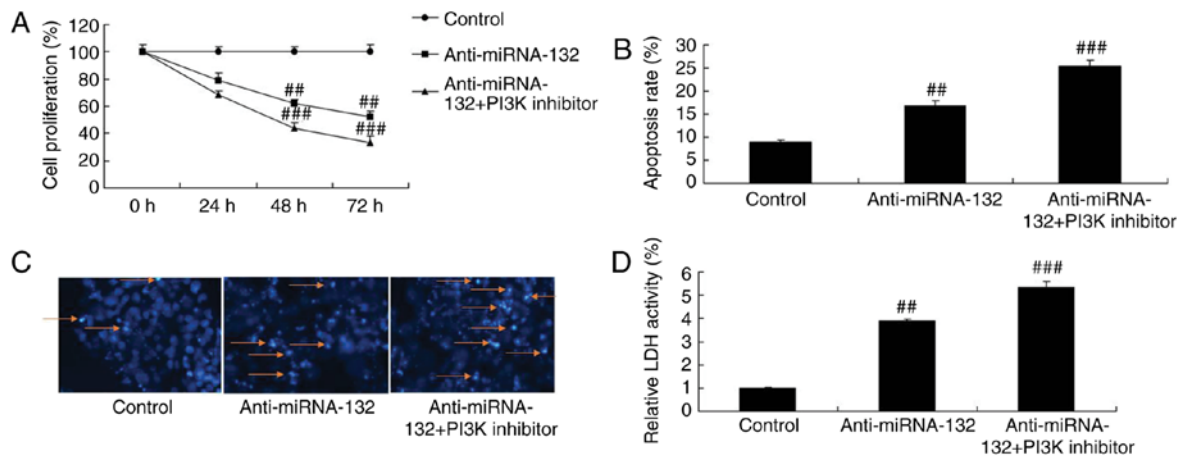 A
Cell proliferation (%)
120
100
80
60
40
20
0
0 h
24 h
48 h
72 h
##
##
###
###
Control
Anti-miRNA-132
Anti-miRNA-
132+PI3K inhibitor
B
Apoptosis rate (%)
30
25
20
15
10
5
0
##
###
Control
Anti-miRNA-132
Anti-miRNA-
132+PI3K inhibitor
C
Control
Anti-miRNA-132
Anti-miRNA-
132+PI3K inhibitor
D
Relative LDH activity (%)
6
5
4
3
2
1
0
##
###
Control
Anti-miRNA-132
Anti-miRNA-
132+PI3K inhibitor